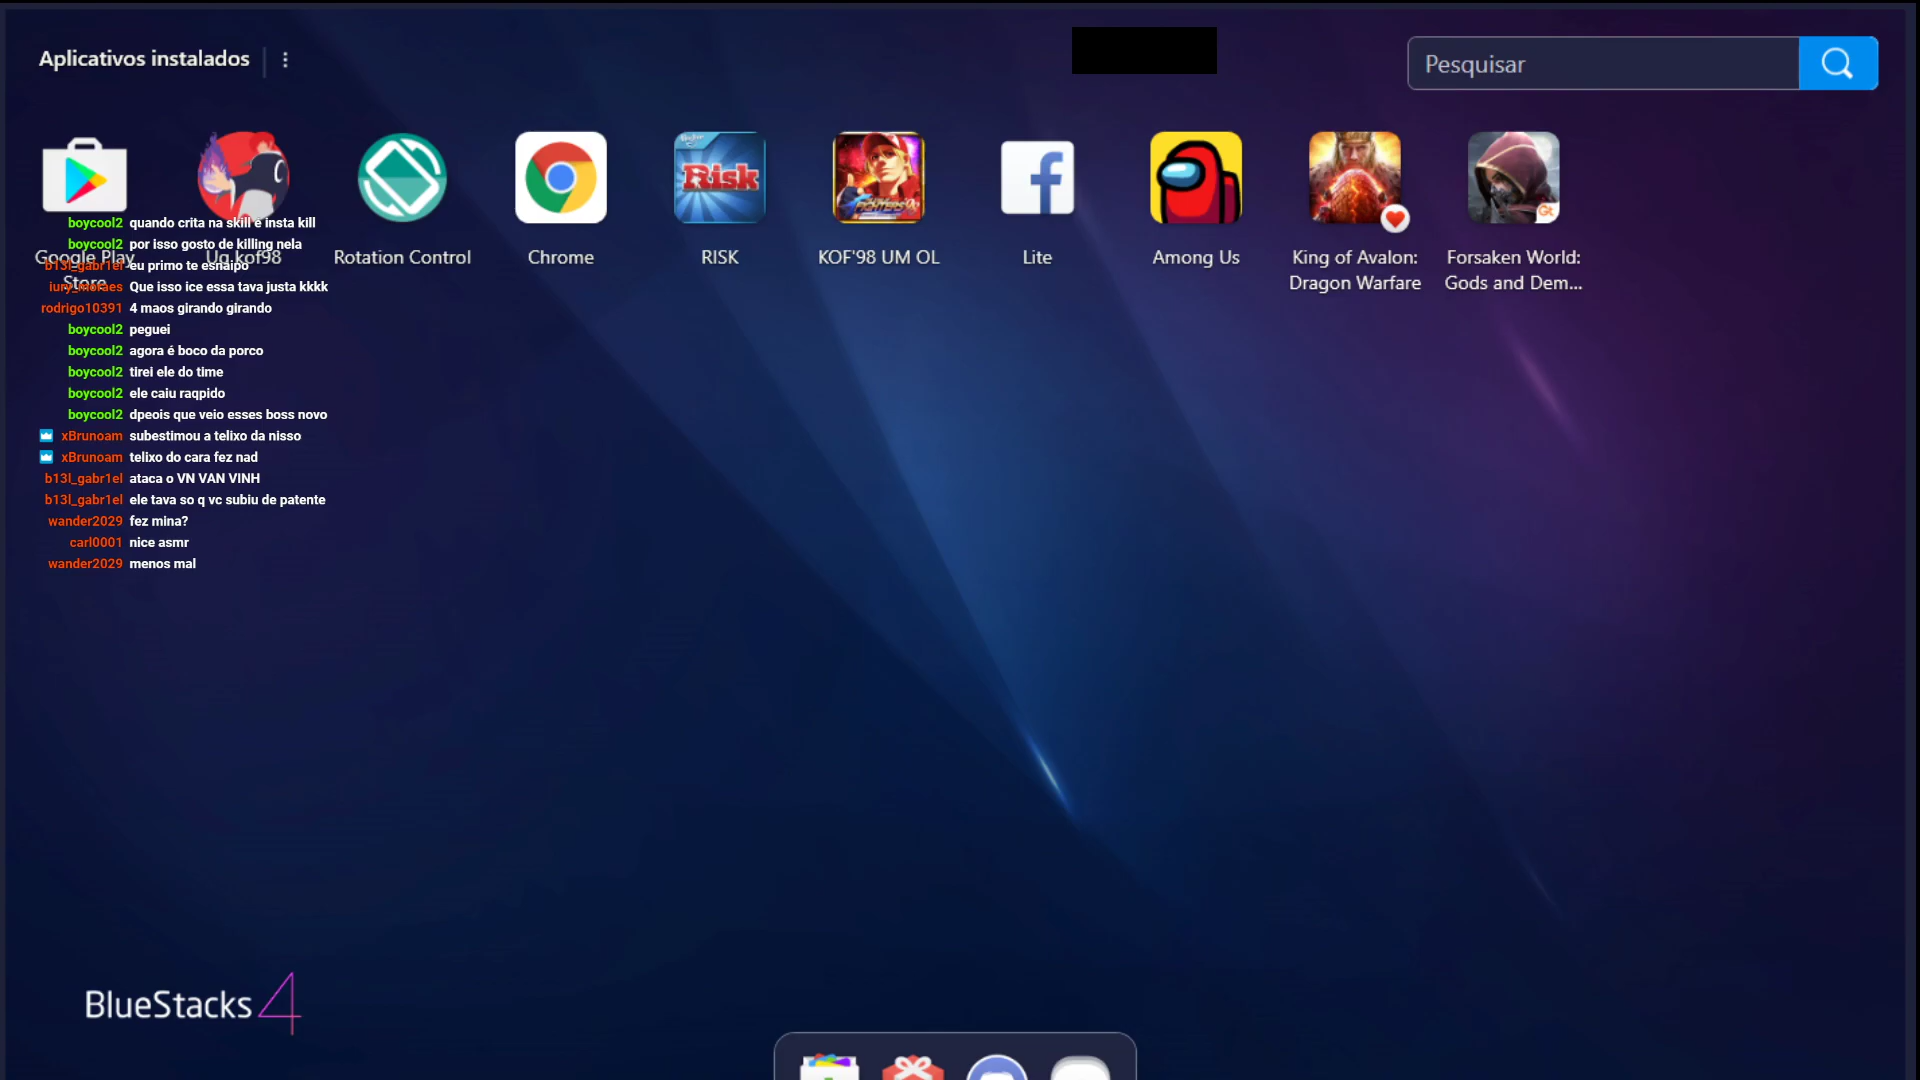 Aplicativos instalados
Pesquisar
Risk
Gt
Google Play
Store
Uq kof98
Rotation Control
Chrome
RISK
KOF'98 UM OL
Lite
Among Us
King of Avalon:
Dragon Warfare
Forsaken World:
Gods and Dem...
boycool2 quando crita na skill é insta kill
boycool2 por isso gosto de killing nela
b13l_gabr1el eu primo te esnaipo
iury_moraes Que isso ice essa tava justa kkkk
rodrigo10391 4 maos girando girando
boycool2 peguei
boycool2 agora é boco da porco
boycool2 tirei ele do time
boycool2 ele caiu raqpido
boycool2 dpeois que veio esses boss novo
xBrunoam subestimou a telixo da nisso
xBrunoam telixo do cara fez nad
b13l_gabr1el ataca o VN VAN VINH
b13l_gabr1el ele tava so q vc subiu de patente
wander2029 fez mina?
carl0001 nice asmr
wander2029 menos mal
BlueStacks 4